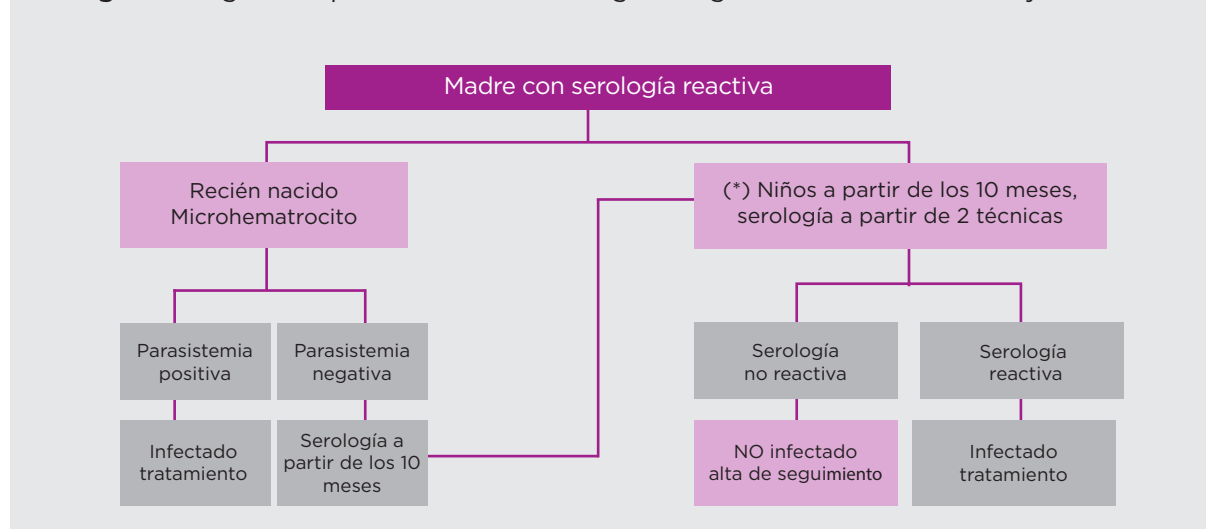 Madre con serología reactiva
Recién nacido
Microhematrocito
(*) Niños a partir de los 10 meses,
serología a partir de 2 técnicas
Parasistemia
positiva
Parasistemia
negativa
Serología
no reactiva
Serología
reactiva
Infectado
tratamiento
Serología a
partir de los 10
meses
NO infectado
alta de seguimiento
Infectado
tratamiento